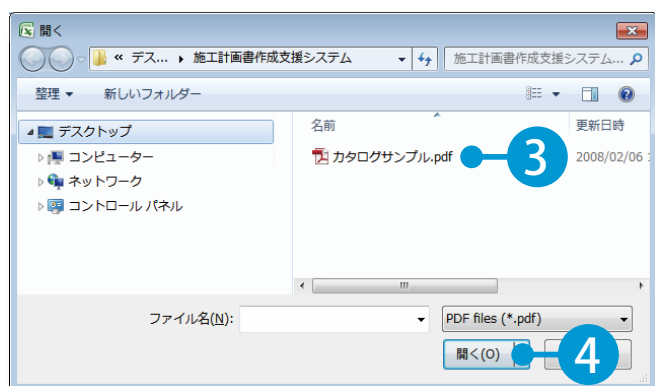 開く
« デス... ▸ 施工計画書作成支援システム
施工計画書作成支援システム...
整理 ▼ 新しいフォルダー
デスクトップ
コンピューター
ネットワーク
コントロール パネル
名前 更新日時
カタログサンプル.pdf 3 2008/02/06
ファイル名(N):
PDF files (*.pdf)
開く(O) 4